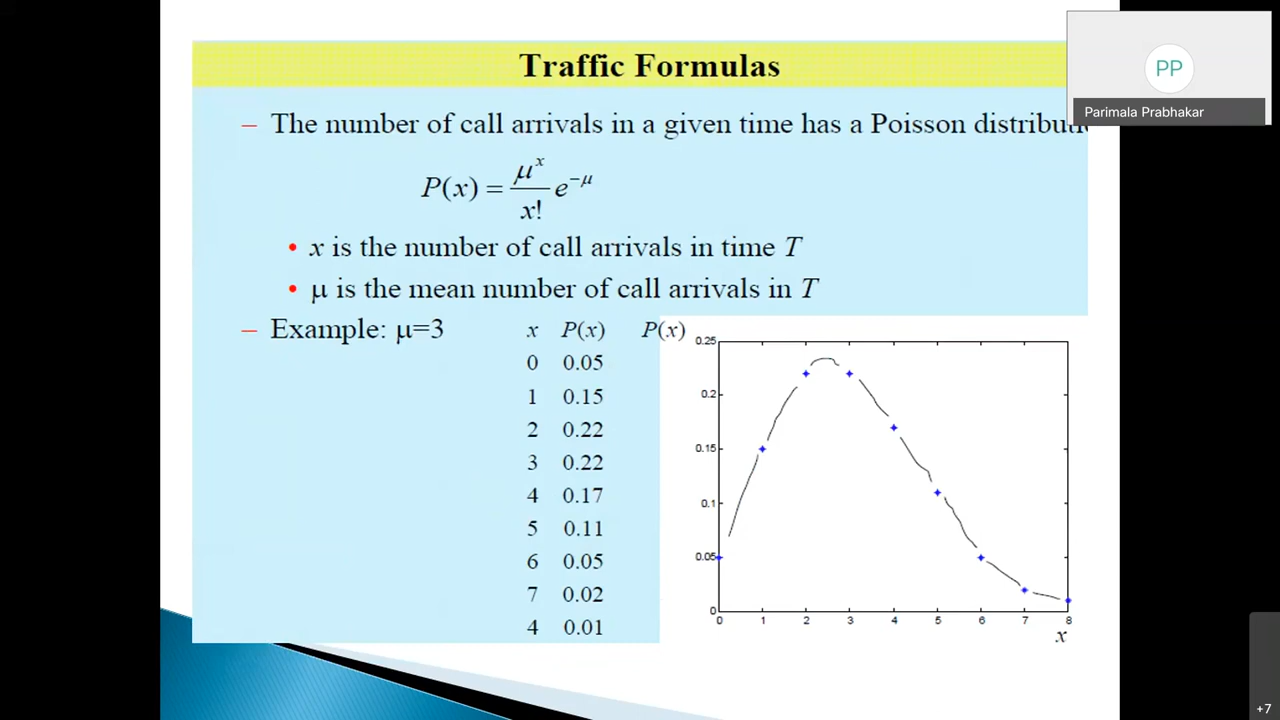 Traffic Formulas
– The number of call arrivals in a given time has a Poisson
P(x) = μ^x / x! e^−μ
• x is the number of call arrivals in time T
• μ is the mean number of call arrivals in T
– Example: μ=3
x P(x)
0 0.05
1 0.15
2 0.22
3 0.22
4 0.17
5 0.11
6 0.05
7 0.02
4 0.01
P(x)
0.25
0.2
0.15
0.1
0.05
0
0 1 2 3 4 5 6 7 8
x
PP
Parimala Prabhakar
+7